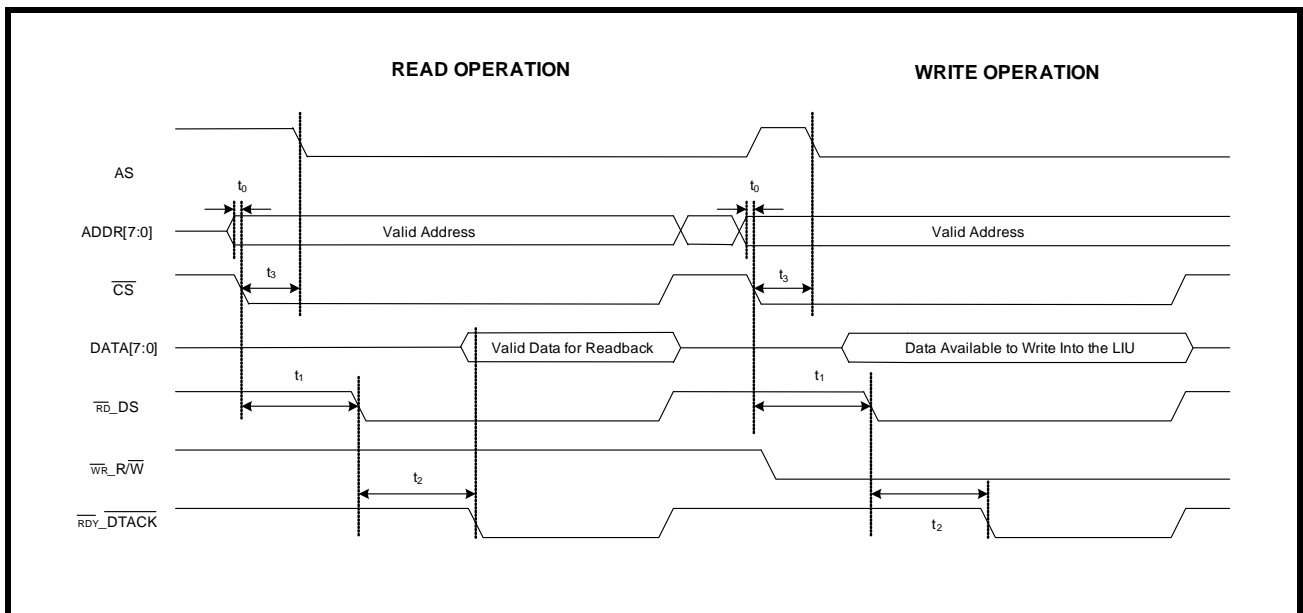 READ OPERATION WRITE OPERATION
AS
t0 t0
ADDR[7:0] Valid Address Valid Address
CS t3 t3
DATA[7:0] Valid Data for Readback Data Available to Write Into the LIU
t1 t1
RD_DS
WR_R/W
t2
RDY_DTACK t2